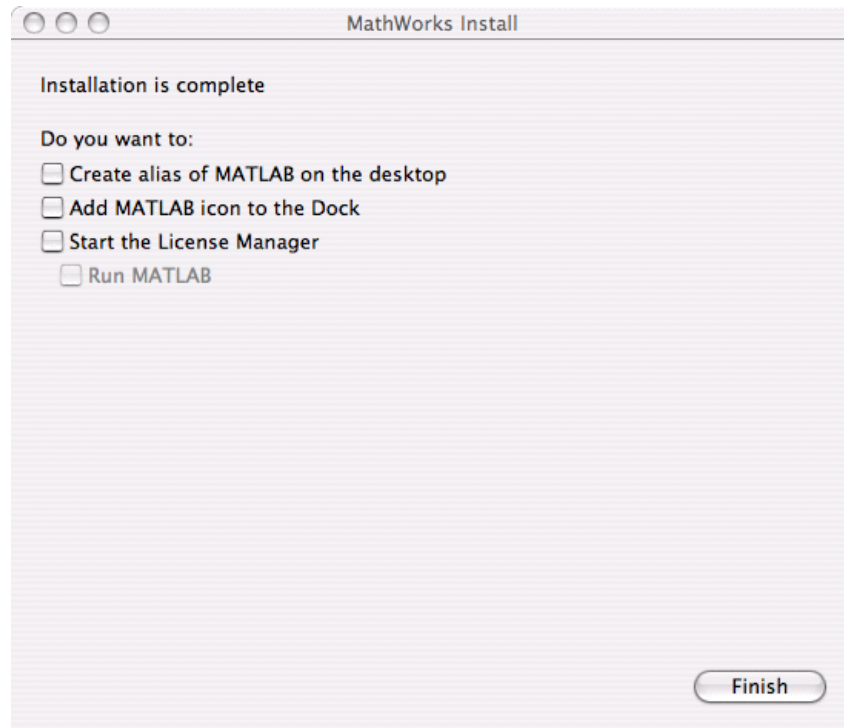 MathWorks Install
Installation is complete
Do you want to:
Create alias of MATLAB on the desktop
Add MATLAB icon to the Dock
Start the License Manager
Run MATLAB
Finish